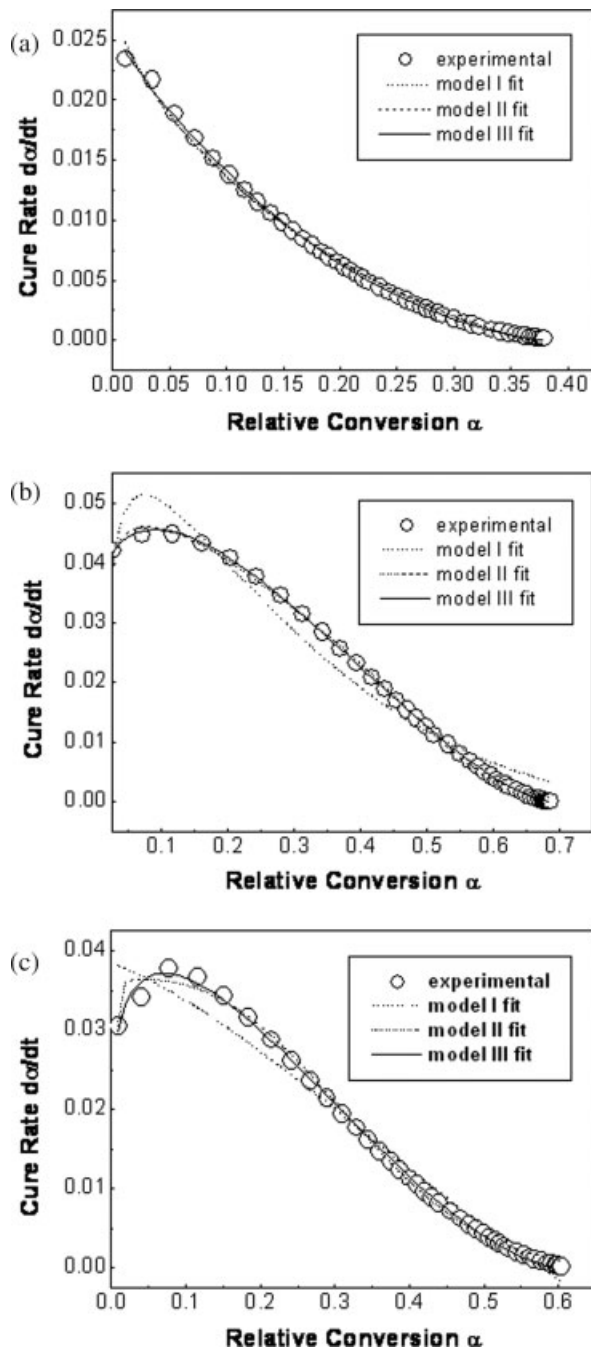 (a)
0.025
0.020
0.015
0.010
0.005
0.000
Cure Rate dα/dt
experimental
model I fit
model II fit
model III fit
0.00 0.05 0.10 0.15 0.20 0.25 0.30 0.35 0.40
Relative Conversion α
(b)
0.05
0.04
0.03
0.02
0.01
0.00
Cure Rate dα/dt
experimental
model I fit
model II fit
model III fit
0.1 0.2 0.3 0.4 0.5 0.6 0.7
Relative Conversion α
(c)
0.04
0.03
0.02
0.01
0.00
Cure Rate dα/dt
experimental
model I fit
model II fit
model III fit
0.0 0.1 0.2 0.3 0.4 0.5 0.6
Relative Conversion α